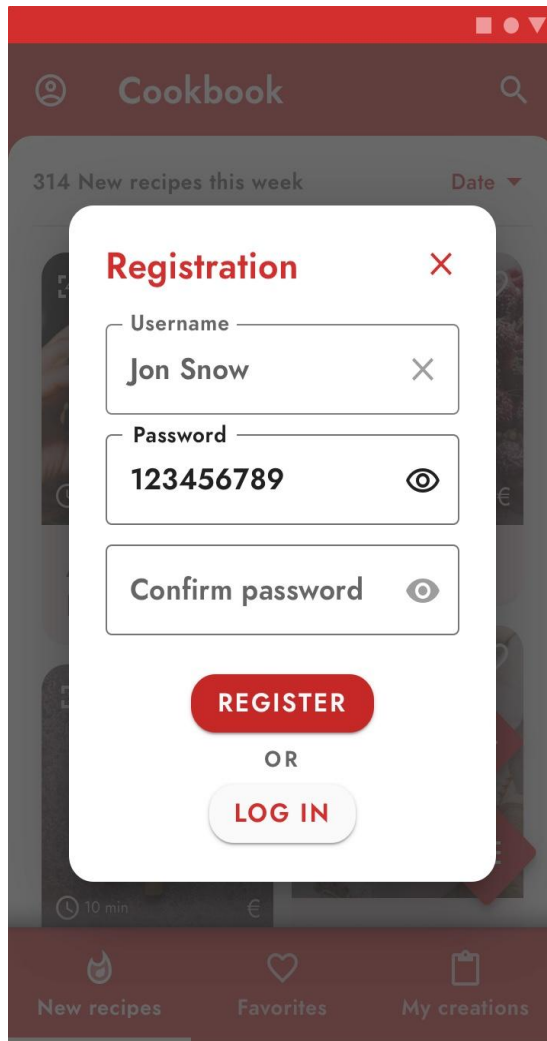 Cookbook
314 New recipes this week Date
Registration
Username
Jon Snow
Password
123456789
Confirm password
REGISTER
OR
LOG IN
10 min €
€
New recipes Favorites My creations